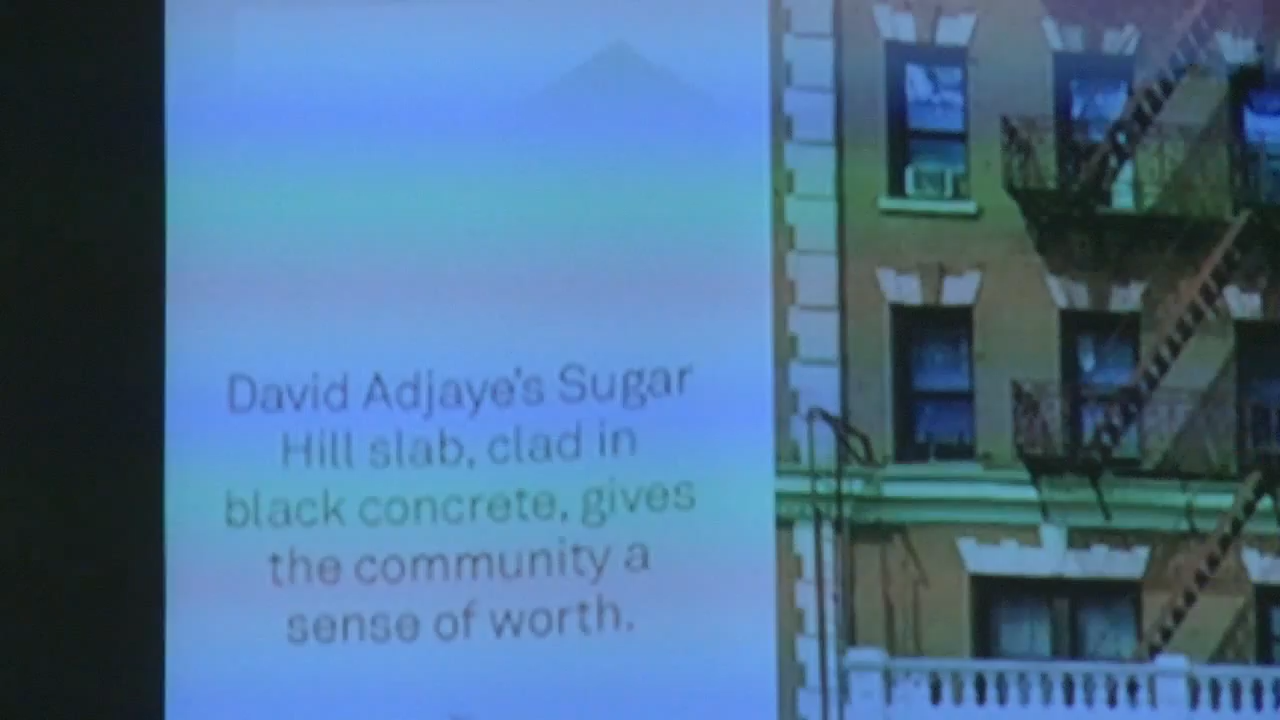 David Adjaye's Sugar
Hill slab, clad in
black concrete, gives
the community a
sense of worth.